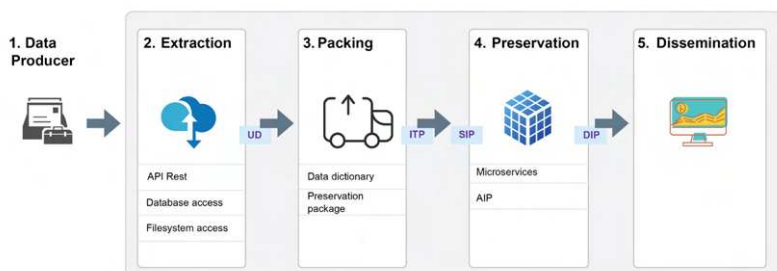 1. Data
Producer
2. Extraction
UD
API Rest
Database access
Filesystem access
3. Packing
ITP
Data dictionary
Preservation
package
4. Preservation
SIP
DIP
Microservices
AIP
5. Dissemination